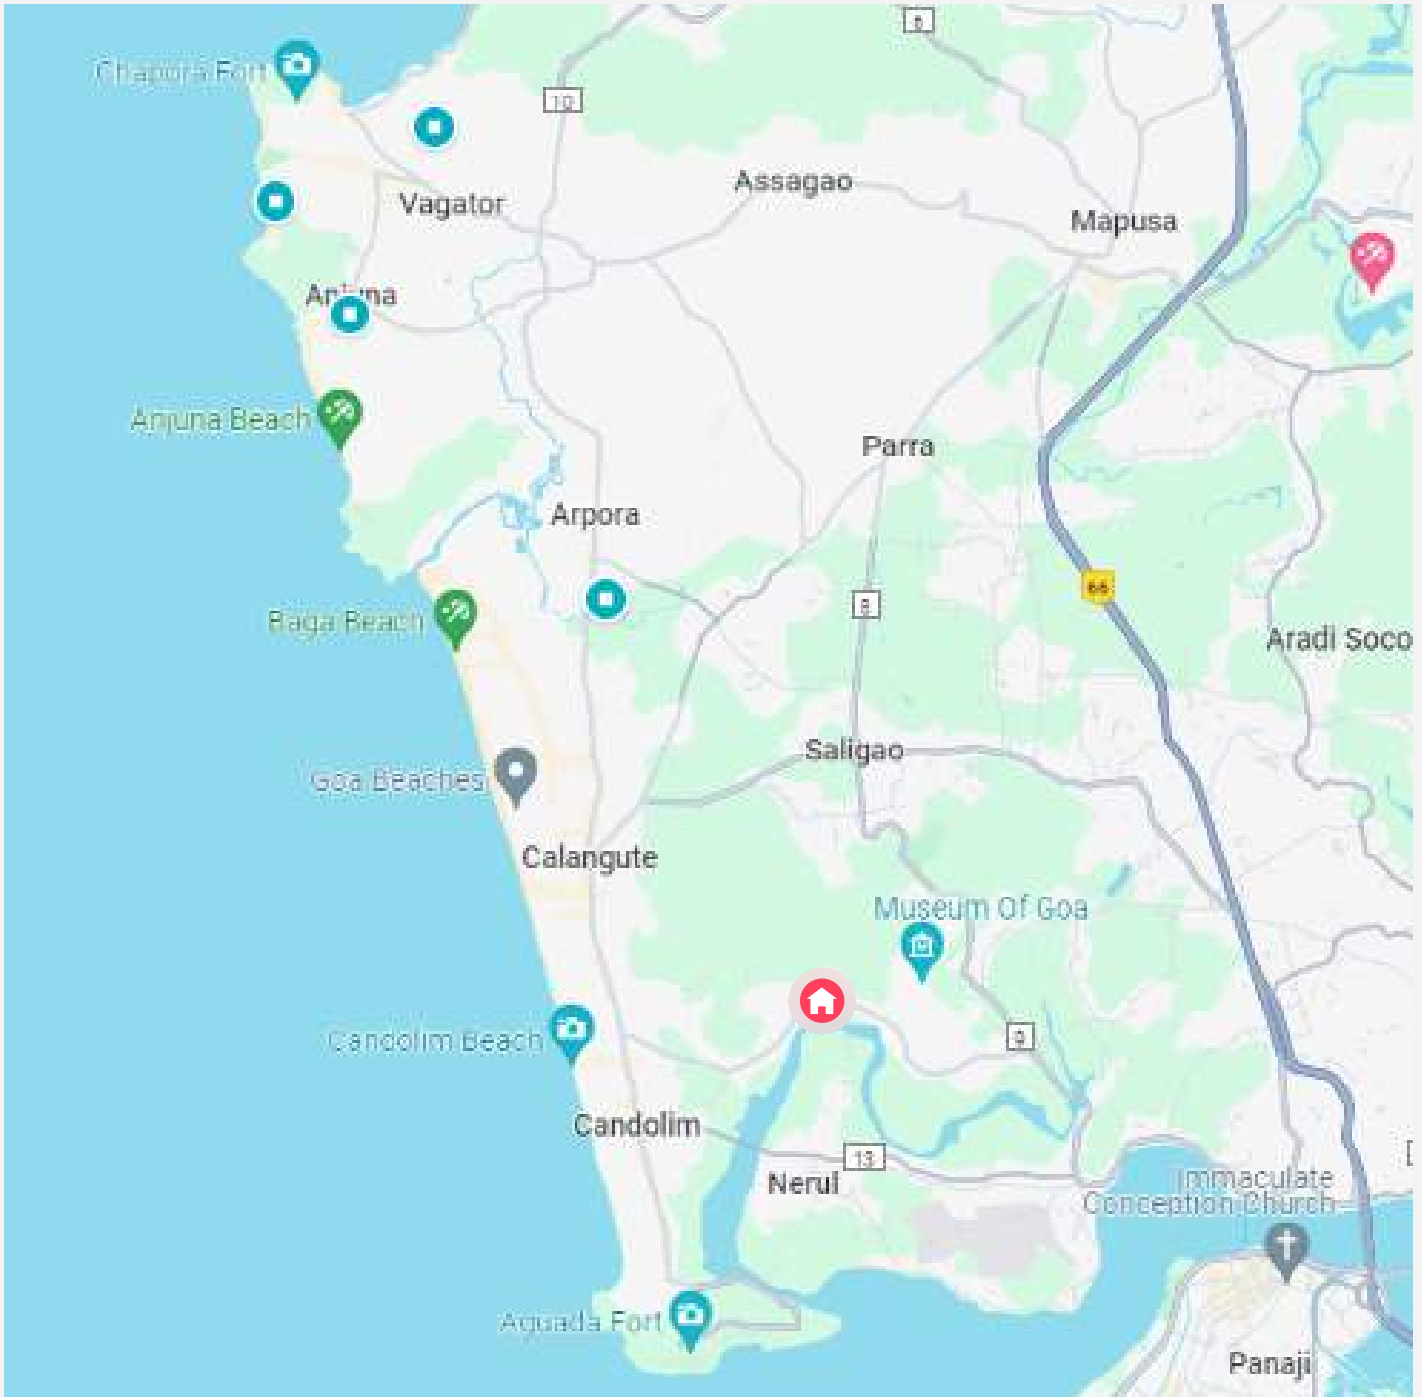 8
Chapora Fort
10
Assagao
Vagator
Mapusa
Anjuna
Anjuna Beach
Parra
Arpora
66
8
Baga Beach
Aradi Soco
Saligao
Goa Beaches
Calangute
Museum Of Goa
9
Candolim Beach
Candolim
13
Nerul
Immaculate
Conception Church
Aguada Fort
Panaji